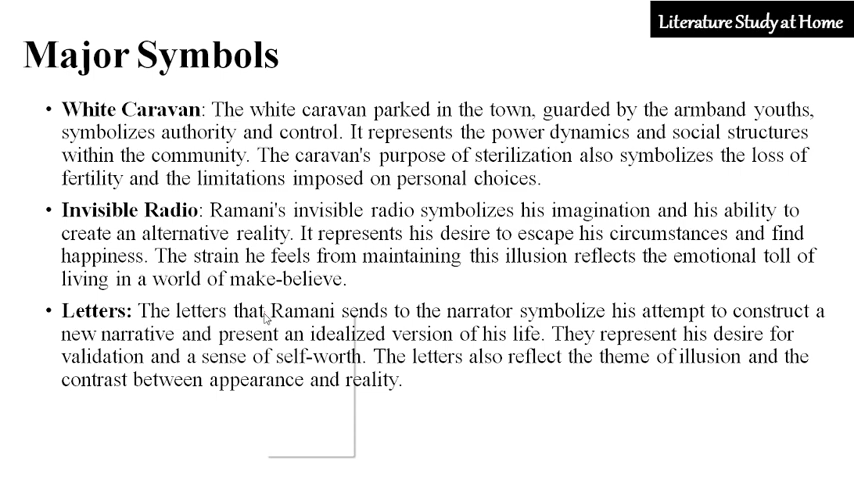 Literature Study at Home
Major Symbols
• White Caravan: The white caravan parked in the town, guarded by the armband youths,
symbolizes authority and control. It represents the power dynamics and social structures
within the community. The caravan's purpose of sterilization also symbolizes the loss of
fertility and the limitations imposed on personal choices.
• Invisible Radio: Ramani's invisible radio symbolizes his imagination and his ability to
create an alternative reality. It represents his desire to escape his circumstances and find
happiness. The strain he feels from maintaining this illusion reflects the emotional toll of
living in a world of make-believe.
• Letters: The letters that Ramani sends to the narrator symbolize his attempt to construct a
new narrative and present an idealized version of his life. They represent his desire for
validation and a sense of self-worth. The letters also reflect the theme of illusion and the
contrast between appearance and reality.